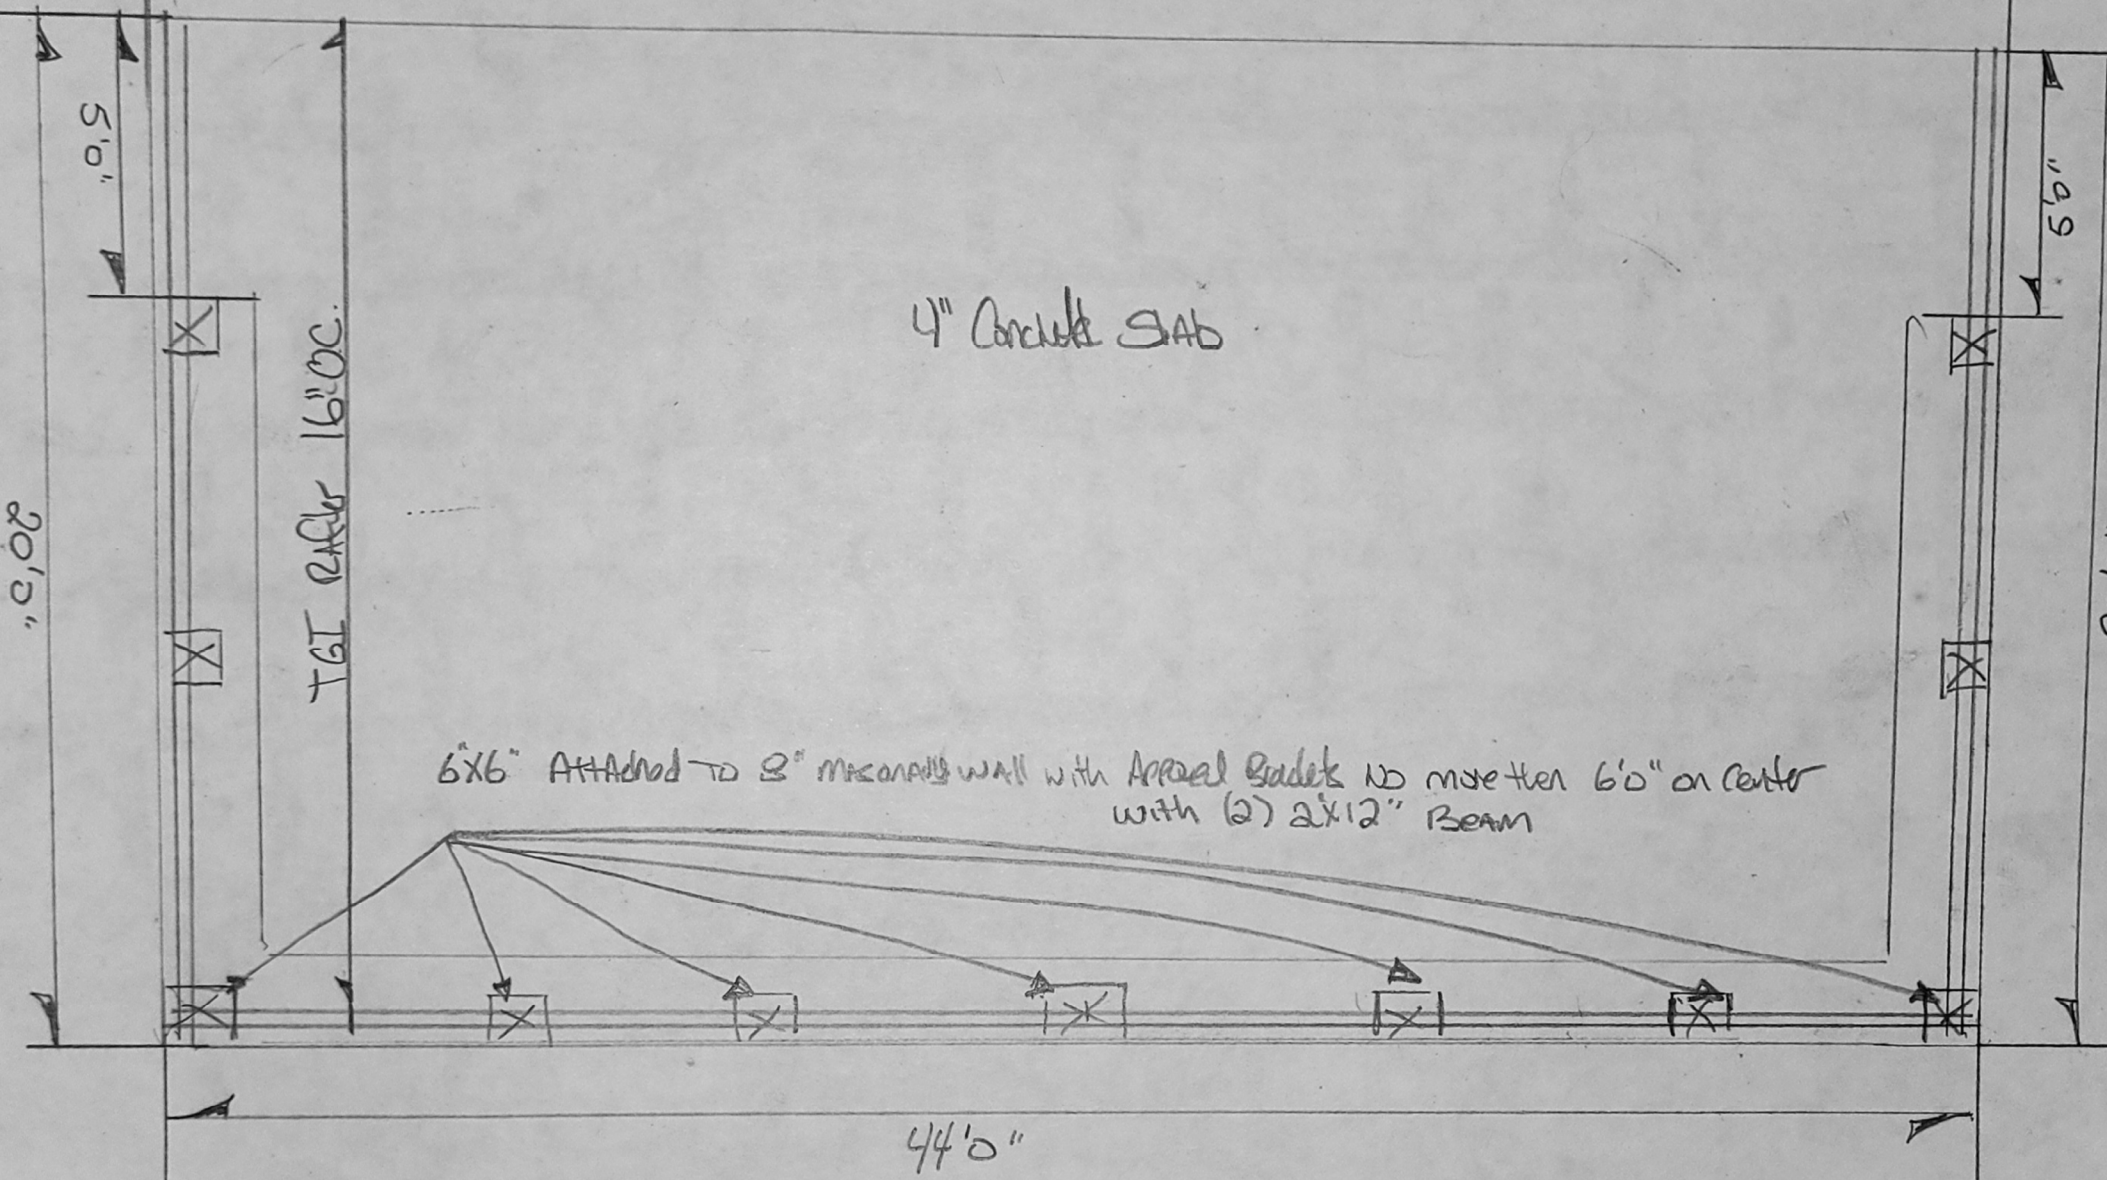 5'0"
5'0"
4" Concrete Slab
TGI Rafter 16" OC.
20'0"
6"x6" Attachod To 8" masonary wall with Approval Brackets No more then 6'0" on Center
with (2) 2"x12" Beam
44'0"